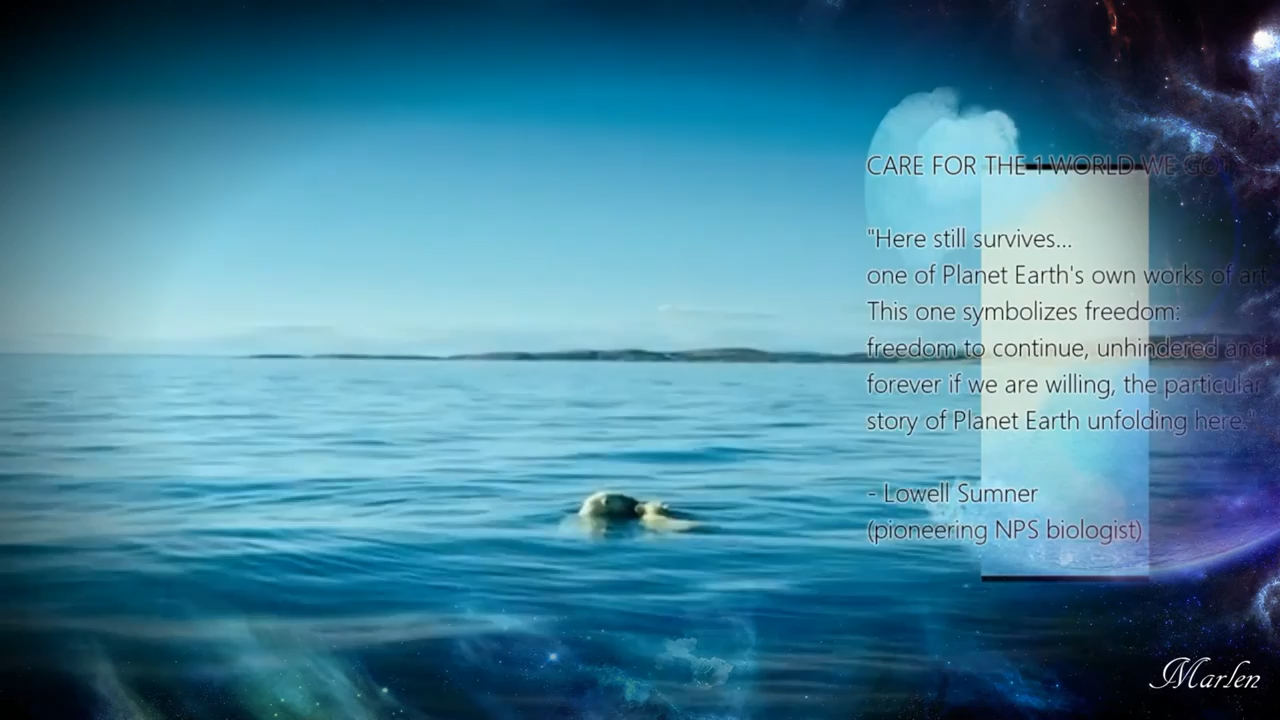 CARE FOR THE 1 WORLD WE GOT
"Here still survives...
one of Planet Earth's own works of art.
This one symbolizes freedom:
freedom to continue, unhindered and
forever if we are willing, the particular
story of Planet Earth unfolding here."
- Lowell Sumner
(pioneering NPS biologist)
Marlen